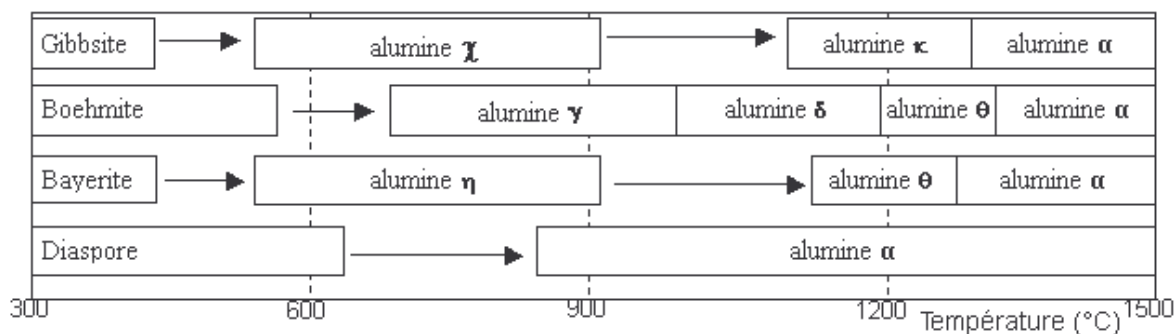 Gibbsite alumine χ alumine κ alumine α
Boehmite alumine γ alumine δ alumine θ alumine α
Bayerite alumine η alumine θ alumine α
Diaspore alumine α
300 600 900 1200 1500
Température (°C)